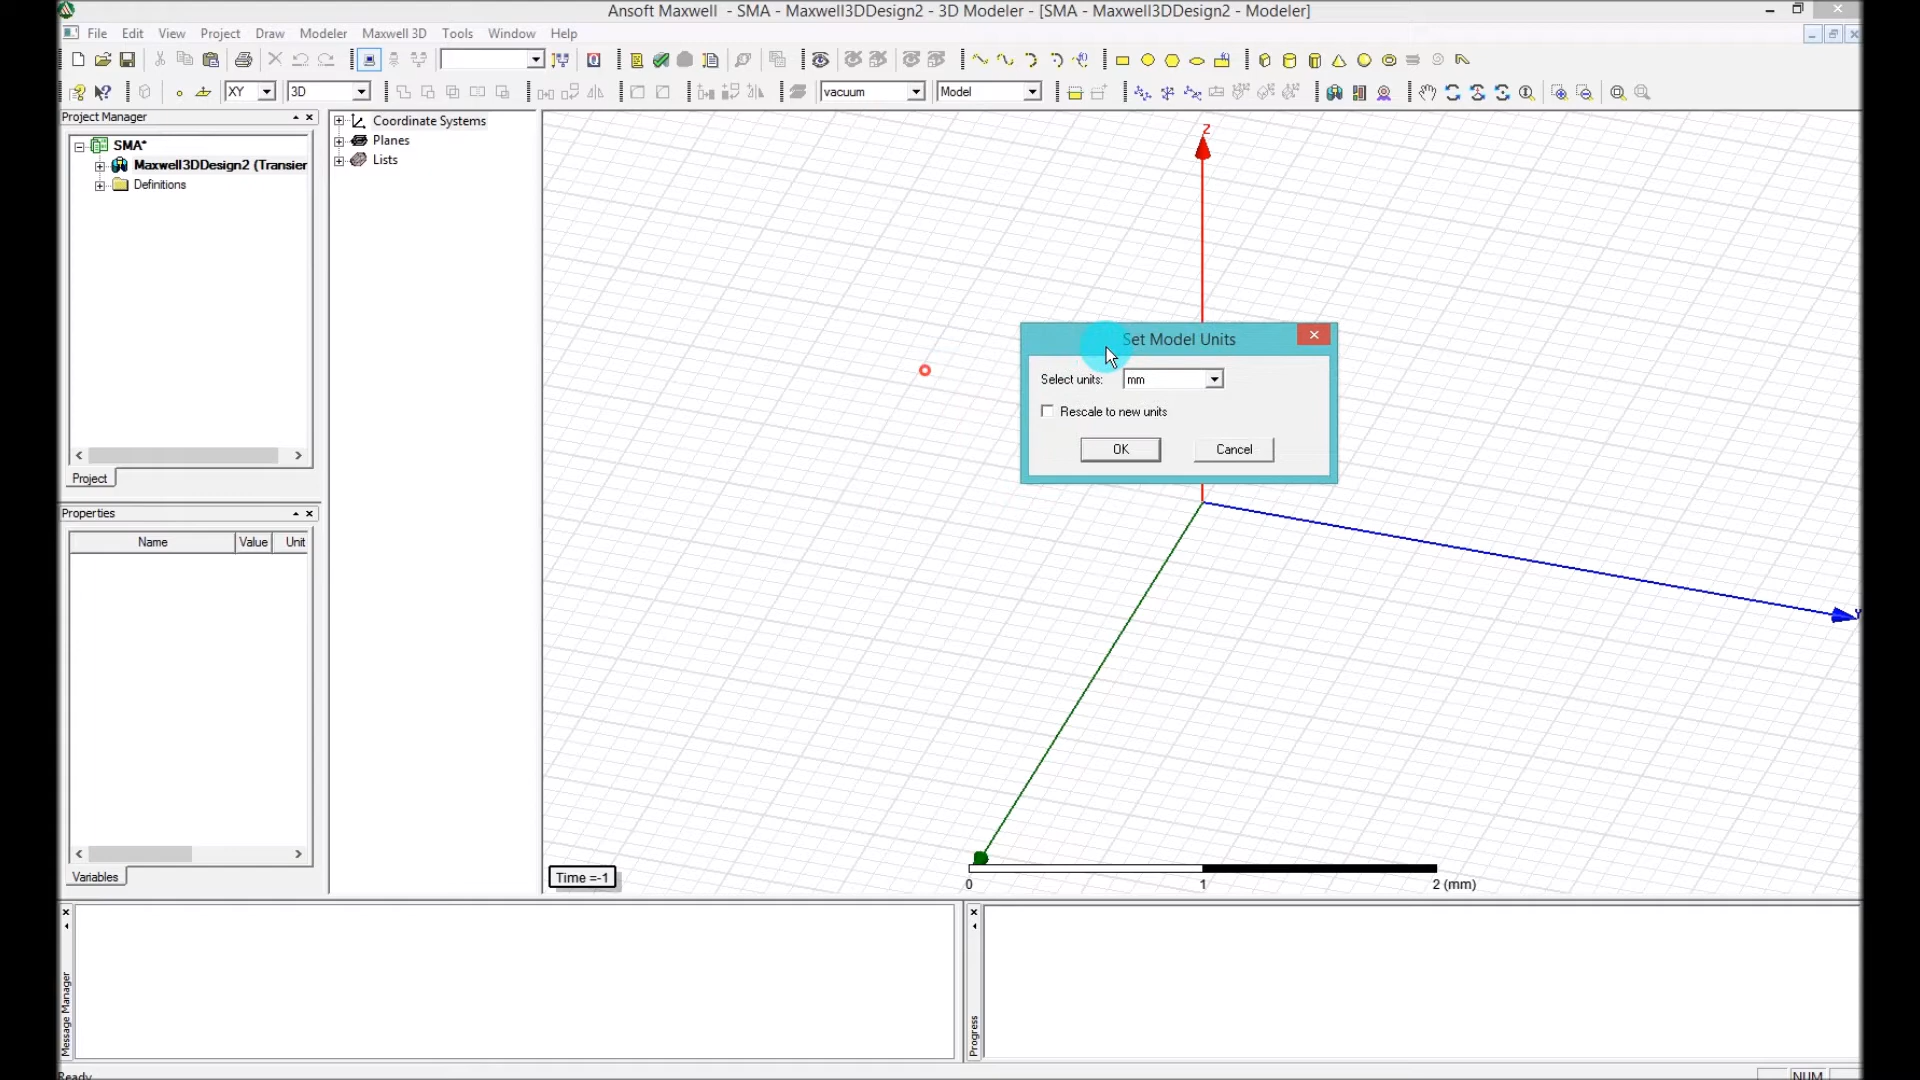 Ansoft Maxwell - SMA - Maxwell3DDesign2 - 3D Modeler - [SMA - Maxwell3DDesign2 - Modeler]
File Edit View Project Draw Modeler Maxwell 3D Tools Window Help
XY 3D vacuum Model
Project Manager
SMA*
Maxwell3DDesign2 (Transier
Definitions
Project
Coordinate Systems
Planes
Lists
Z
Set Model Units
Select units: mm
Rescale to new units
OK Cancel
Y
Properties
Name Value Unit
Variables
Time =-1
0 1 2 (mm)
Message Manager
Progress
Ready
NUM